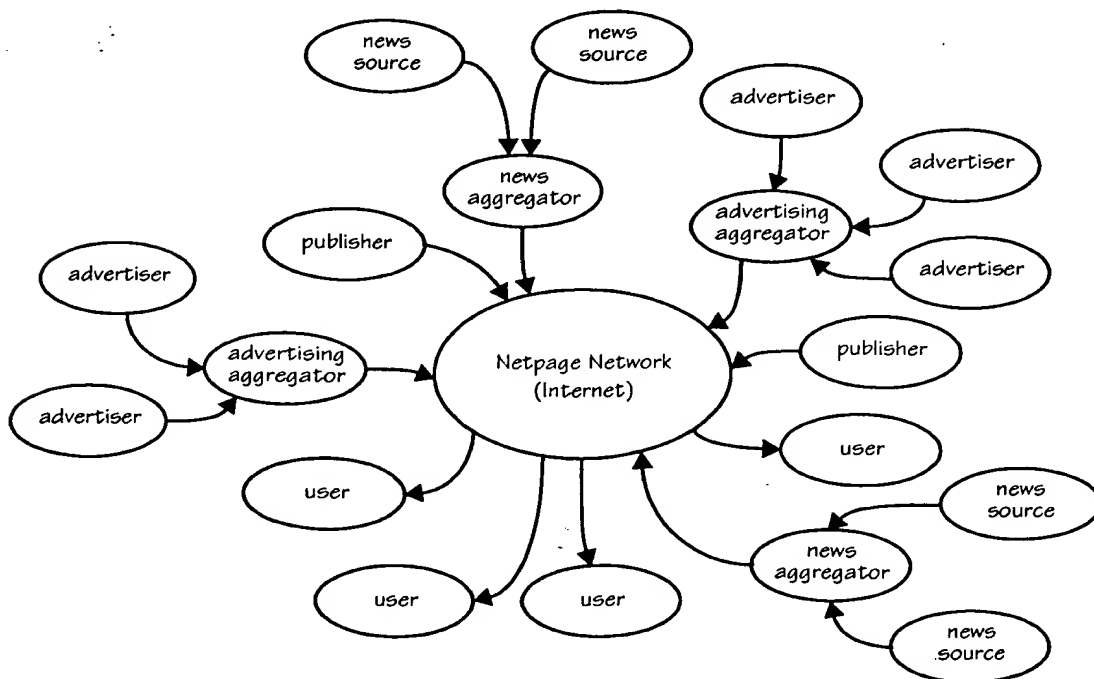 news
source
news
source
advertiser
advertiser
news
aggregator
advertising
aggregator
publisher
advertiser
advertiser
publisher
advertising
aggregator
Netpage Network
(Internet)
advertiser
user
user
news
source
news
aggregator
user
user
news
source